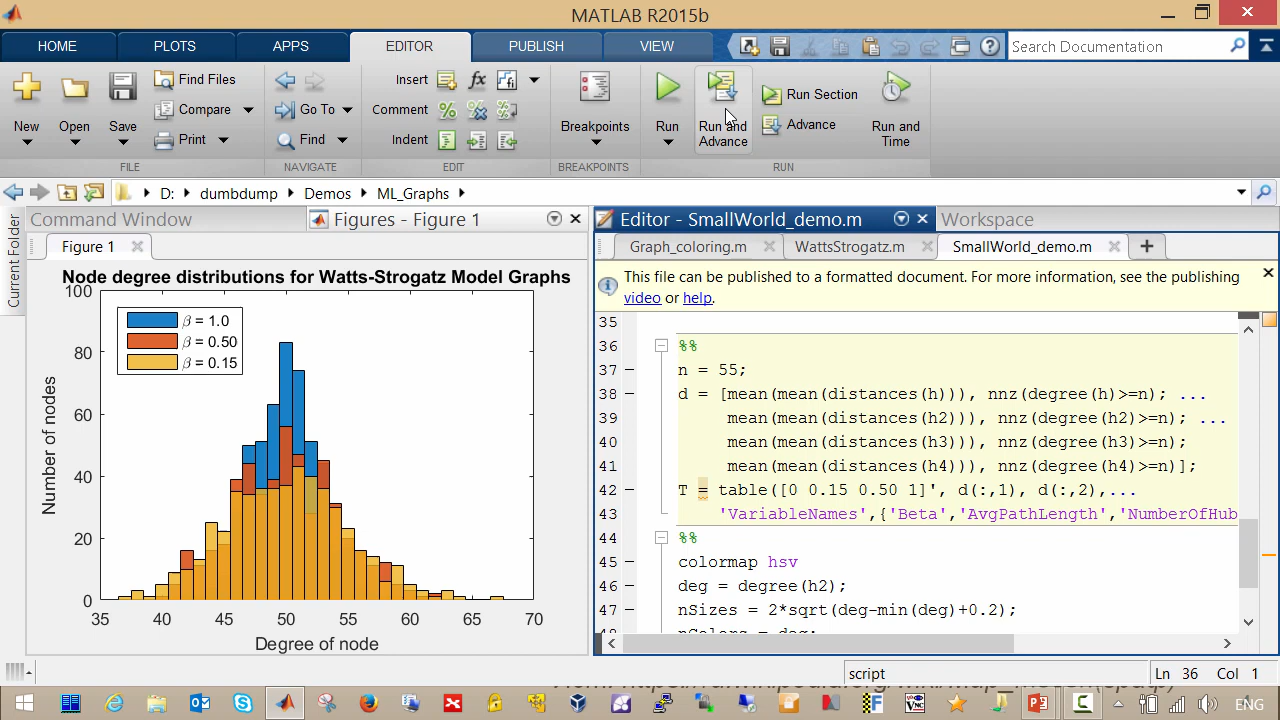 MATLAB R2015b
HOME PLOTS APPS EDITOR PUBLISH VIEW Search Documentation
New Open Save Find Files Compare Print
Go To Find
Insert fx
Comment
Indent
Breakpoints Run Run and Advance Run Section Advance Run and Time
FILE NAVIGATE EDIT BREAKPOINTS RUN
D: dumbdump Demos ML_Graphs
Current Folder
Command Window Figures - Figure 1
Figure 1
Node degree distributions for Watts-Strogatz Model Graphs
β = 1.0
β = 0.50
β = 0.15
Number of nodes
100
80
60
40
20
0
35 40 45 50 55 60 65 70
Degree of node
Editor - SmallWorld_demo.m Workspace
Graph_coloring.m WattsStrogatz.m SmallWorld_demo.m
This file can be published to a formatted document. For more information, see the publishing
video or help.
35
36 %%
37 n = 55;
38 d = [mean(mean(distances(h))), nnz(degree(h)>=n); ...
39 mean(mean(distances(h2))), nnz(degree(h2)>=n); ...
40 mean(mean(distances(h3))), nnz(degree(h3)>=n);
41 mean(mean(distances(h4))), nnz(degree(h4)>=n)];
42 T = table([0 0.15 0.50 1]', d(:,1), d(:,2),...
43 'VariableNames',{'Beta','AvgPathLength','NumberOfHub
44 %%
45 colormap hsv
46 deg = degree(h2);
47 nSizes = 2*sqrt(deg-min(deg)+0.2);
script Ln 36 Col 1
ENG